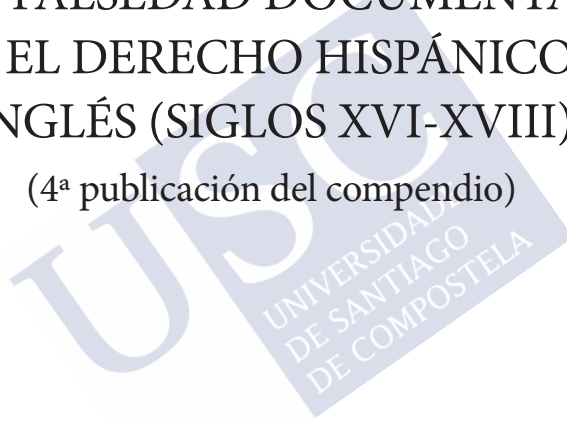 FALSEDAD DOCUMENTA
EL DERECHO HISPÁNICO
NGLÉS (SIGLOS XVI-XVIII)
(4ª publicación del compendio)
USC
UNIVERSIDADE
DE SANTIAGO
DE COMPOSTELA